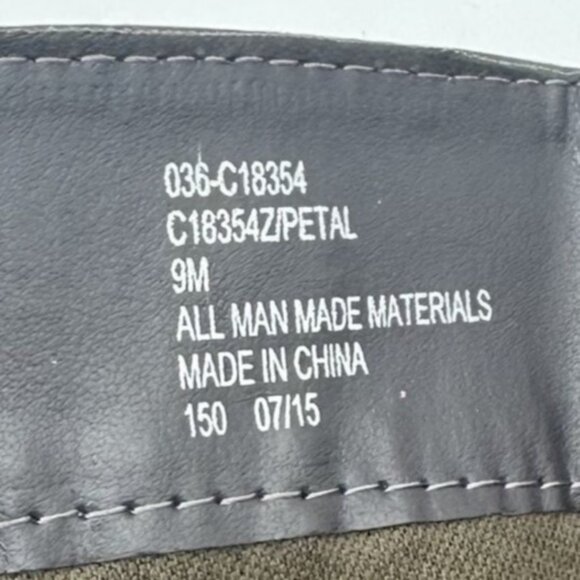 036-C18354
C18354Z/PETAL
9M
ALL MAN MADE MATERIALS
MADE IN CHINA
150 07/15